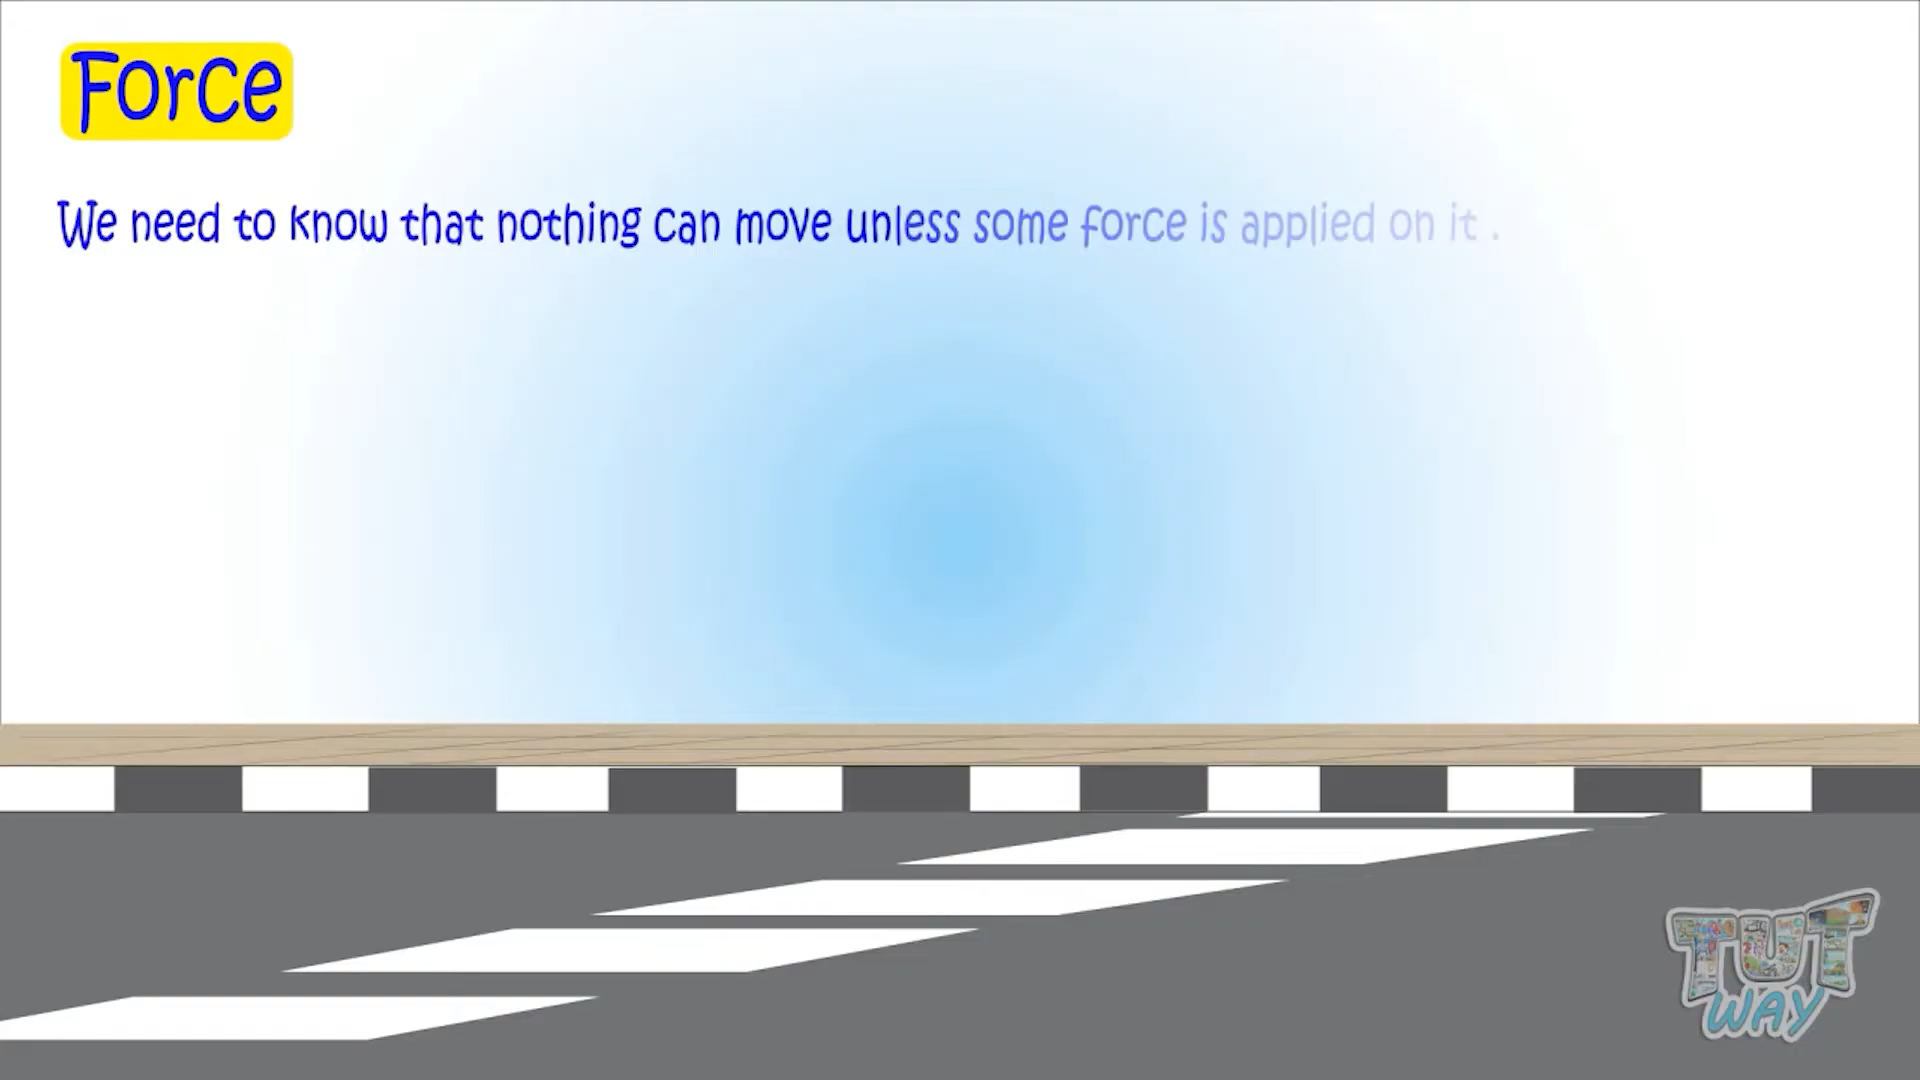 Force
We need to know that nothing can move unless some force is applied on it .
TUT
WAY